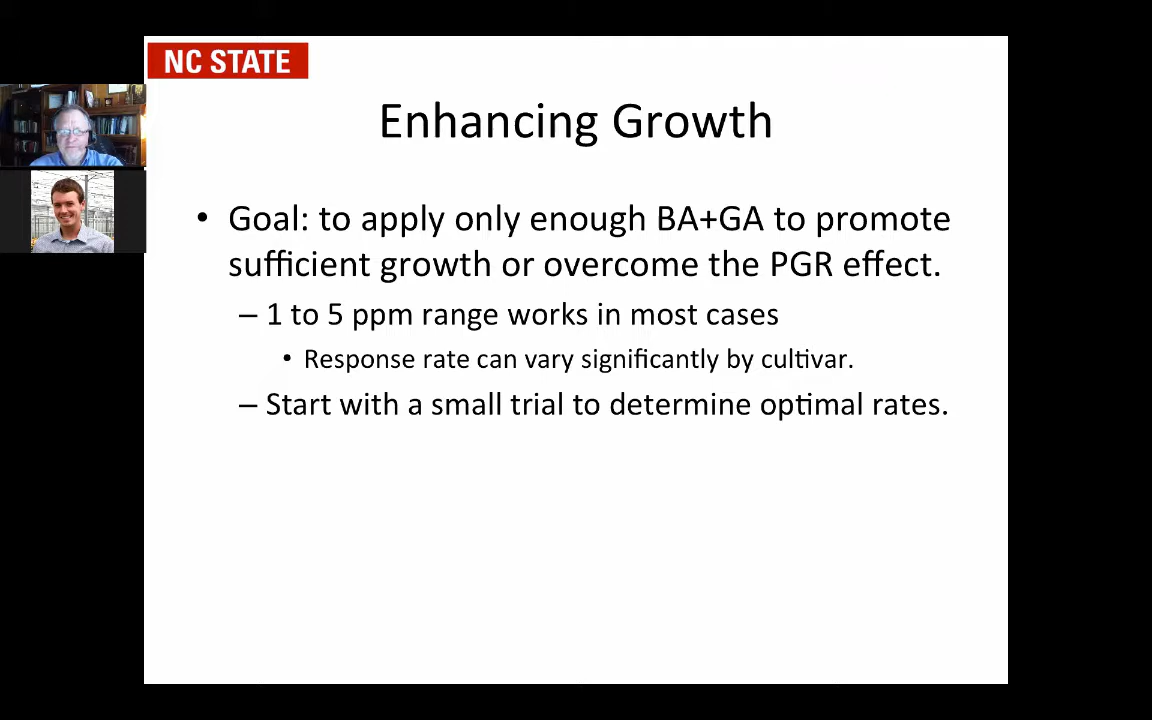 NC STATE
Enhancing Growth
• Goal: to apply only enough BA+GA to promote
sufficient growth or overcome the PGR effect.
– 1 to 5 ppm range works in most cases
• Response rate can vary significantly by cultivar.
– Start with a small trial to determine optimal rates.